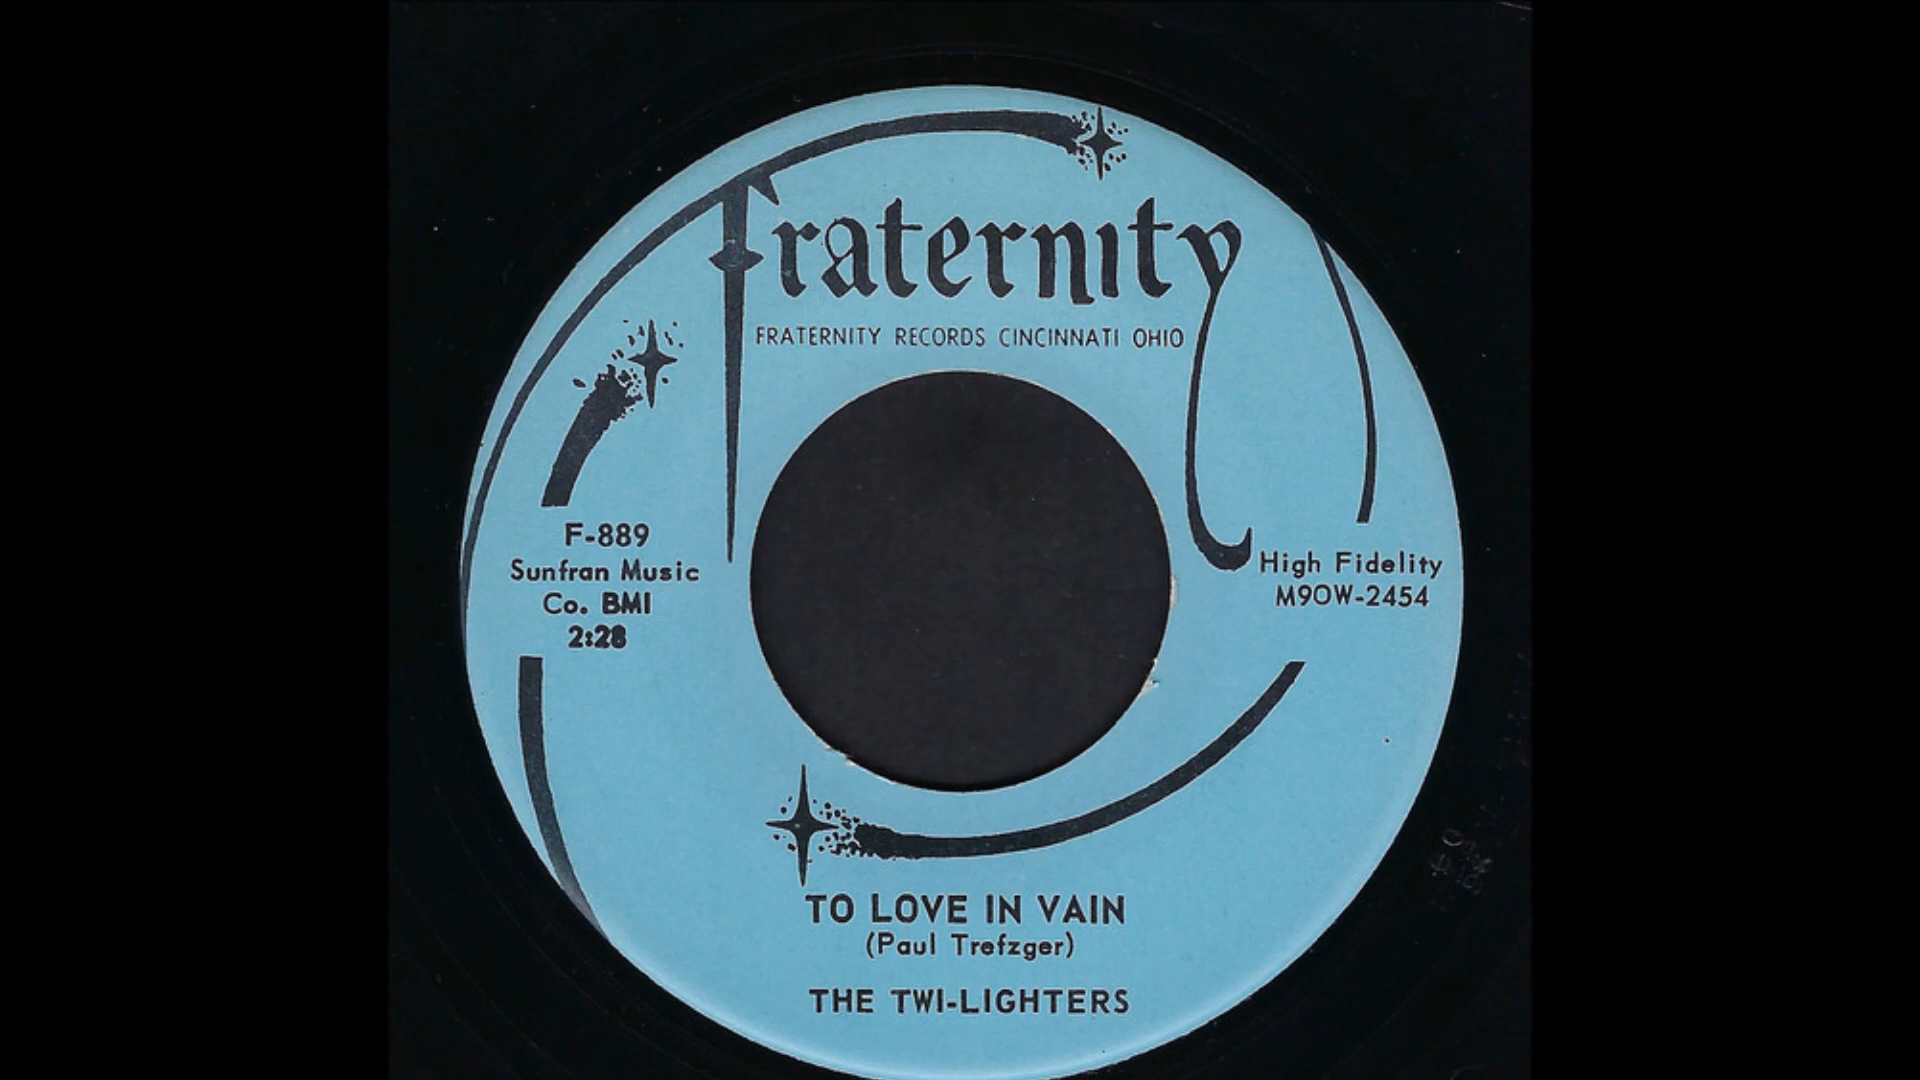 Fraternity
FRATERNITY RECORDS CINCINNATI OHIO
F-889
Sunfran Music
Co. BMI
2:28
High Fidelity
M9OW-2454
TO LOVE IN VAIN
(Paul Trefzger)
THE TWI-LIGHTERS